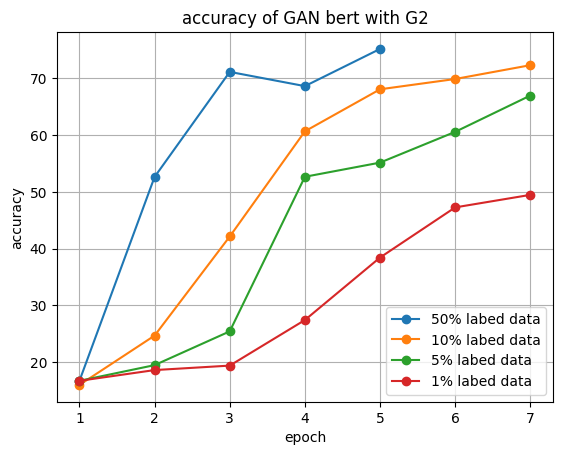 accuracy of GAN bert with G2
accuracy
70
60
50
40
30
20
50% labed data
10% labed data
5% labed data
1% labed data
1 2 3 4 5 6 7
epoch